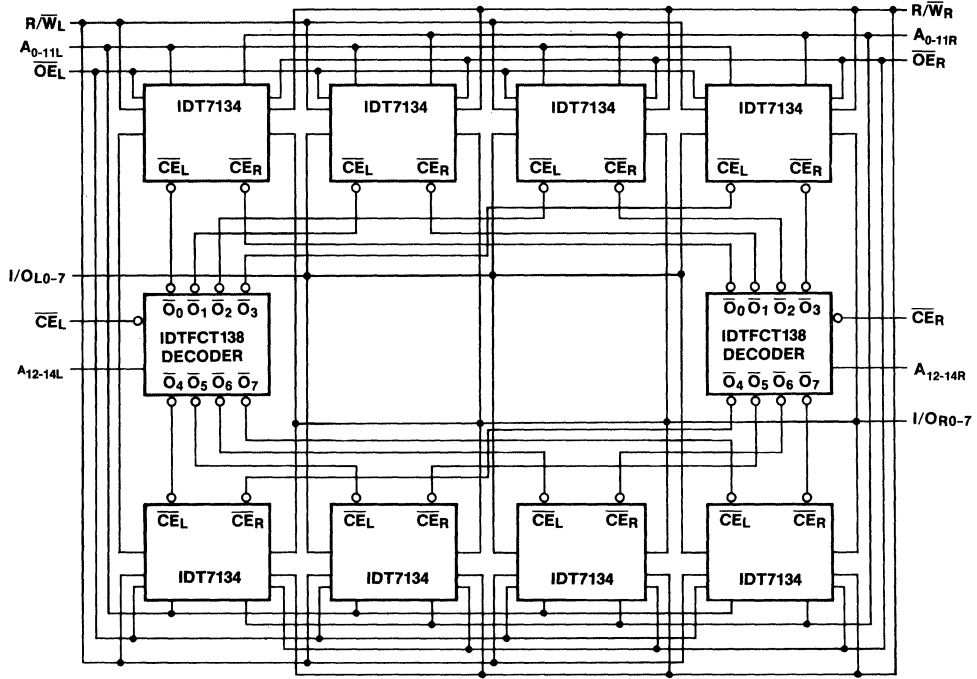 R/W̅L
R/W̅R
A0-11L
A0-11R
O̅E̅L
O̅E̅R
IDT7134
IDT7134
IDT7134
IDT7134
C̅E̅L C̅E̅R
C̅E̅L C̅E̅R
C̅E̅L C̅E̅R
C̅E̅L C̅E̅R
I/OL0-7
O̅0 O̅1 O̅2 O̅3
O̅0 O̅1 O̅2 O̅3
C̅E̅L
C̅E̅R
IDTFCT138
DECODER
IDTFCT138
DECODER
A12-14L
A12-14R
O̅4 O̅5 O̅6 O̅7
O̅4 O̅5 O̅6 O̅7
I/OR0-7
C̅E̅L C̅E̅R
C̅E̅L C̅E̅R
C̅E̅L C̅E̅R
C̅E̅L C̅E̅R
IDT7134
IDT7134
IDT7134
IDT7134